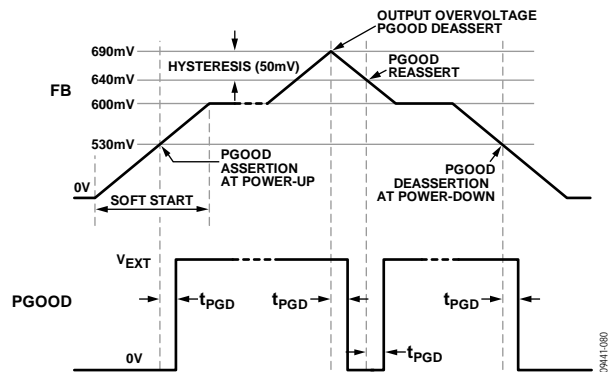 OUTPUT OVERVOLTAGE
PGOOD DEASSERT
690mV
HYSTERESIS (50mV)
PGOOD
REASSERT
640mV
FB
600mV
530mV
PGOOD
ASSERTION
AT POWER-UP
PGOOD
DEASSERTION
AT POWER-DOWN
0V
SOFT START
VEXT
PGOOD
tPGD
tPGD
tPGD
tPGD
0V
09441-080